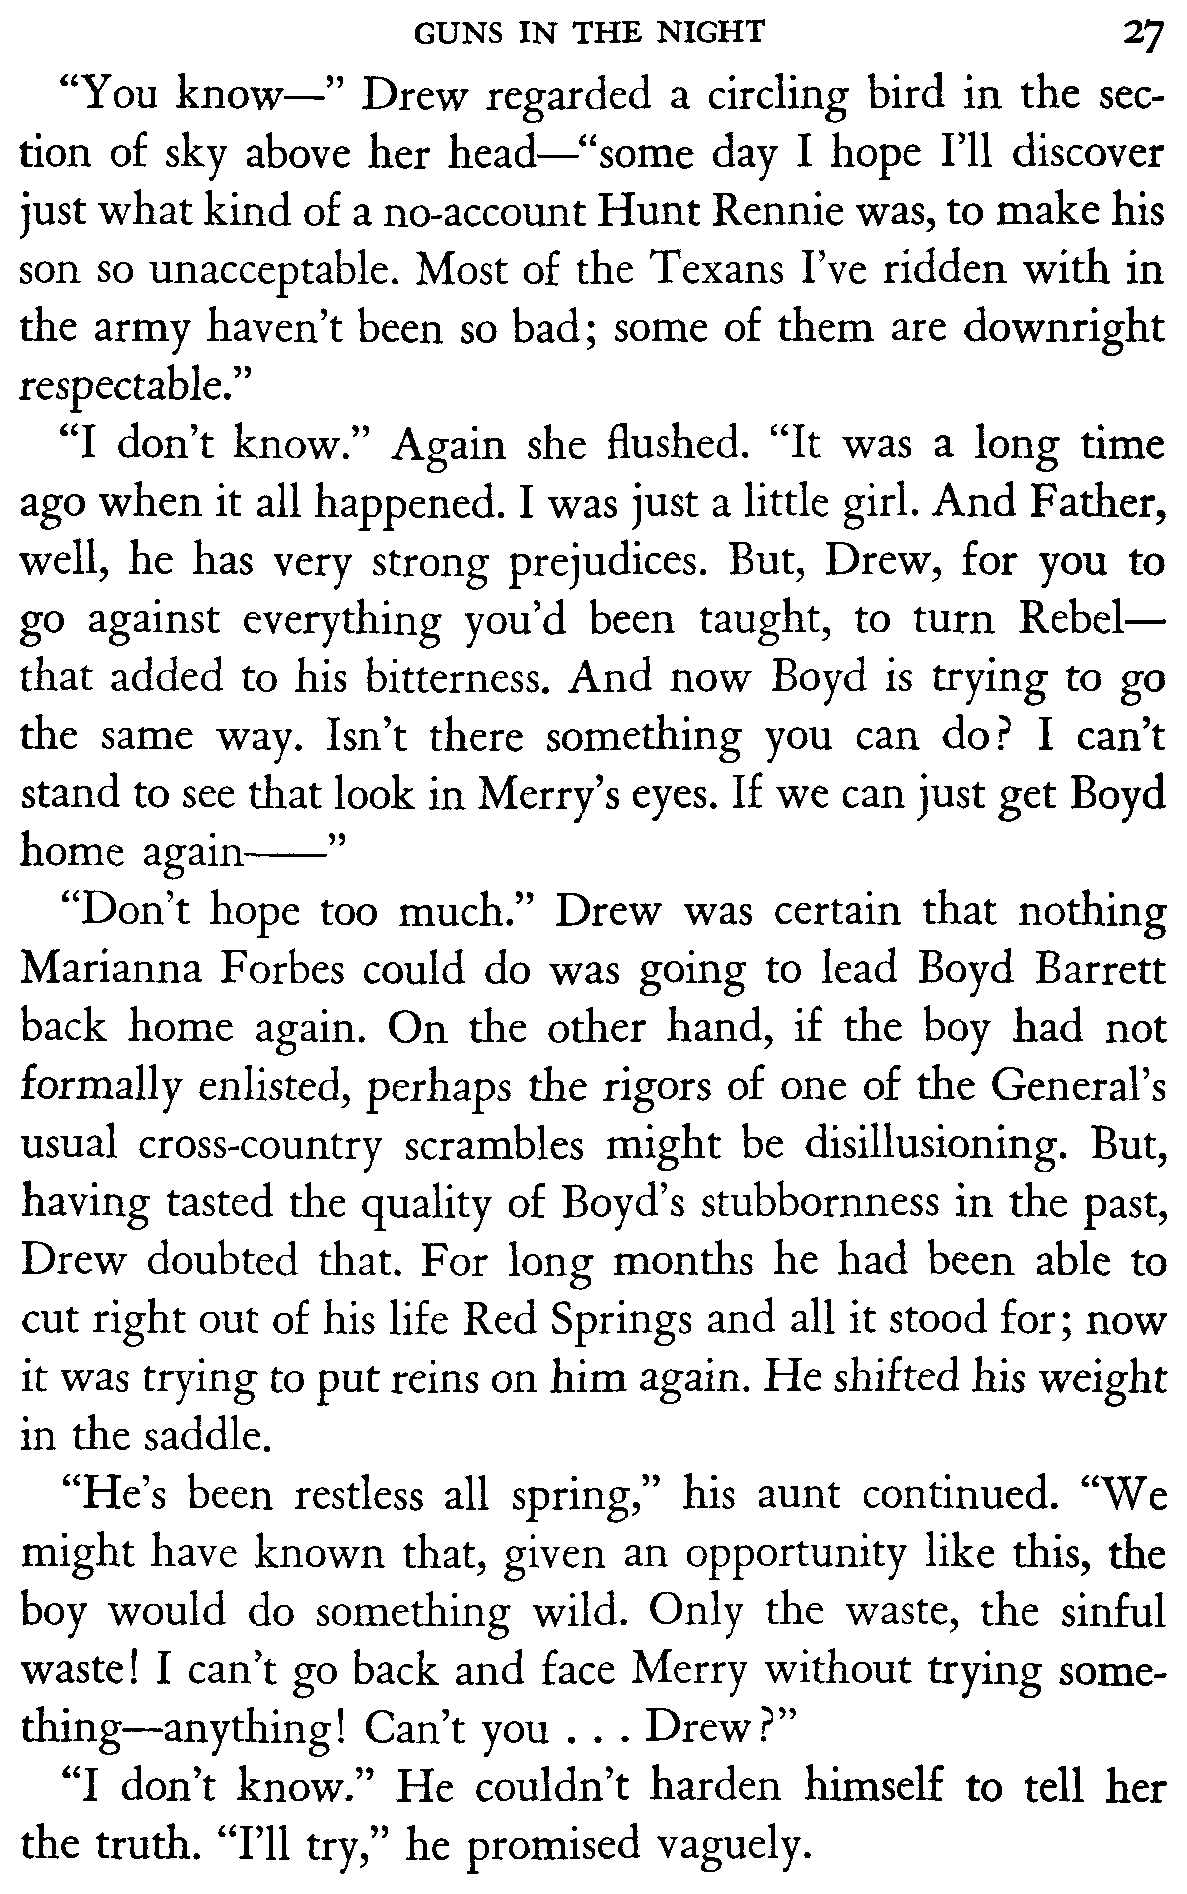 GUNS IN THE NIGHT 27
“You know—” Drew regarded a circling bird in the sec-
tion of sky above her head—“some day I hope I’ll discover
just what kind of a no-account Hunt Rennie was, to make his
son so unacceptable. Most of the Texans I’ve ridden with in
the army haven’t been so bad; some of them are downright
respectable.”
“I don’t know.” Again she flushed. “It was a long time
ago when it all happened. I was just a little girl. And Father,
well, he has very strong prejudices. But, Drew, for you to
go against everything you’d been taught, to turn Rebel—
that added to his bitterness. And now Boyd is trying to go
the same way. Isn’t there something you can do? I can’t
stand to see that look in Merry’s eyes. If we can just get Boyd
home again——”
“Don’t hope too much.” Drew was certain that nothing
Marianna Forbes could do was going to lead Boyd Barrett
back home again. On the other hand, if the boy had not
formally enlisted, perhaps the rigors of one of the General’s
usual cross-country scrambles might be disillusioning. But,
having tasted the quality of Boyd’s stubbornness in the past,
Drew doubted that. For long months he had been able to
cut right out of his life Red Springs and all it stood for; now
it was trying to put reins on him again. He shifted his weight
in the saddle.
“He’s been restless all spring,” his aunt continued. “We
might have known that, given an opportunity like this, the
boy would do something wild. Only the waste, the sinful
waste! I can’t go back and face Merry without trying some-
thing—anything! Can’t you . . . Drew?”
“I don’t know.” He couldn’t harden himself to tell her
the truth. “I’ll try,” he promised vaguely.